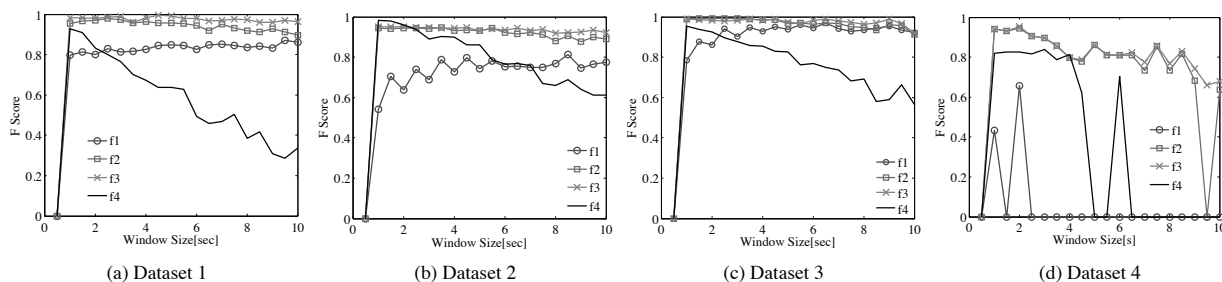 1
0.8
0.6
0.4
0.2
0
F Score
f1
f2
f3
f4
0 2 4 6 8 10
Window Size[sec]
(a) Dataset 1
1
0.8
0.6
0.4
0.2
0
F Score
f1
f2
f3
f4
0 2 4 6 8 10
Window Size[sec]
(b) Dataset 2
1
0.8
0.6
0.4
0.2
0
F Score
f1
f2
f3
f4
0 2 4 6 8 10
Window Size[sec]
(c) Dataset 3
1
0.8
0.6
0.4
0.2
0
F Score
f1
f2
f3
f4
0 2 4 6 8 10
Window Size[s]
(d) Dataset 4